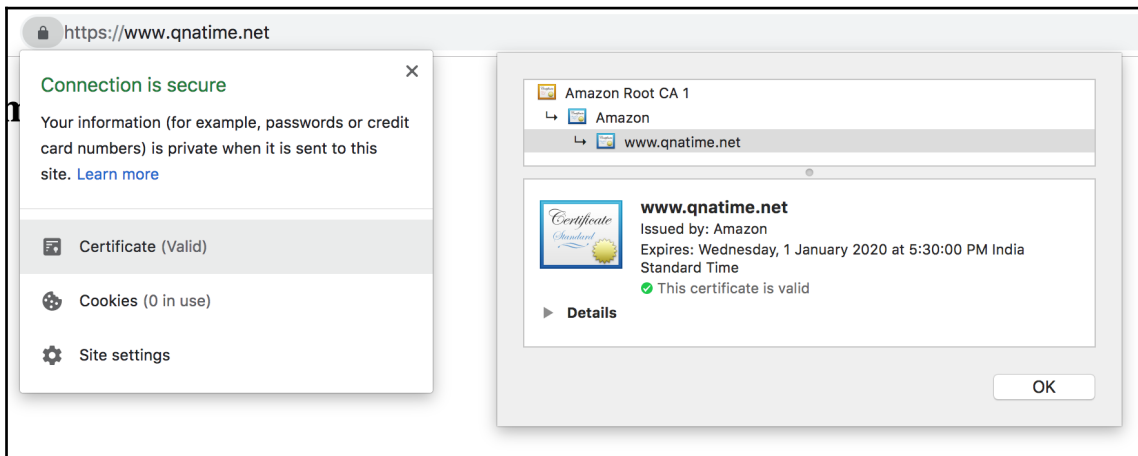 https://www.qnatime.net
Connection is secure
Your information (for example, passwords or credit
card numbers) is private when it is sent to this
site. Learn more
Certificate (Valid)
Cookies (0 in use)
Site settings
Amazon Root CA 1
Amazon
www.qnatime.net
Certificate
Standard
www.qnatime.net
Issued by: Amazon
Expires: Wednesday, 1 January 2020 at 5:30:00 PM India
Standard Time
This certificate is valid
Details
OK